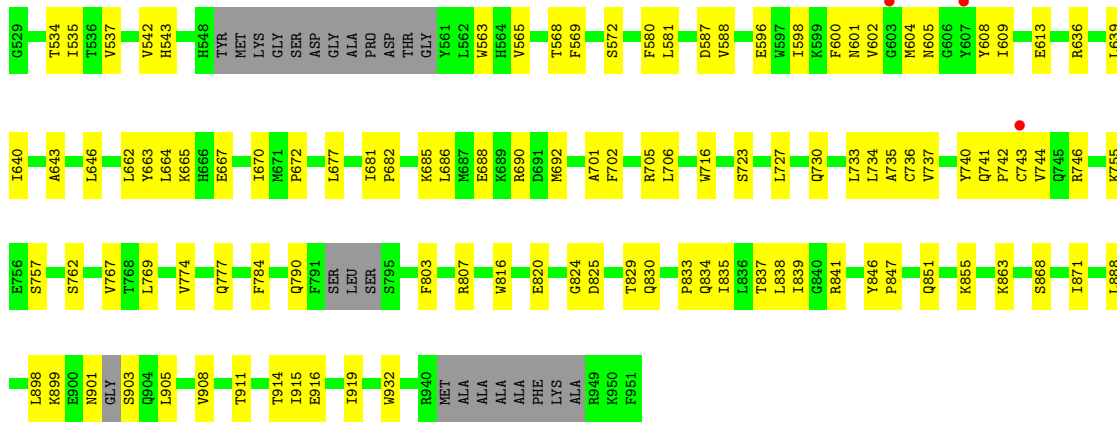 G529 T534 I535 T536 V537 V542 H543 H548 TYR MET LYS GLY SER ASP GLY ALA PRO ASP THR GLY Y561 L562 W563 H564 V565 T568 F569 S572 F580 L581 D587 V588 E596 W597 I598 K599 F600 N601 V602 G603 M604 N605 G606 Y607 Y608 I609 E613 R636 L639
I640 A643 L646 L662 Y663 L664 K665 H666 E667 I670 M671 P672 L677 I681 P682 K685 L686 M687 E688 K689 R690 D691 M692 A701 F702 R705 L706 W716 S723 L727 Q730 L733 L734 A735 C736 V737 Y740 Q741 P742 C743 V744 Q745 R746 K755
E756 S757 S762 V767 T768 L769 V774 Q777 F784 Q790 F791 SER LEU SER S795 F803 R807 W816 E820 G824 D825 T829 Q830 P833 Q834 I835 L836 T837 L838 I839 G840 R841 Y846 P847 Q851 K855 K863 S868 I871 L888
L898 K899 E900 N901 GLY S903 Q904 L905 V908 T911 T914 I915 E916 I919 W932 R940 MET ALA ALA ALA ALA PHE LYS ALA R949 K950 F951